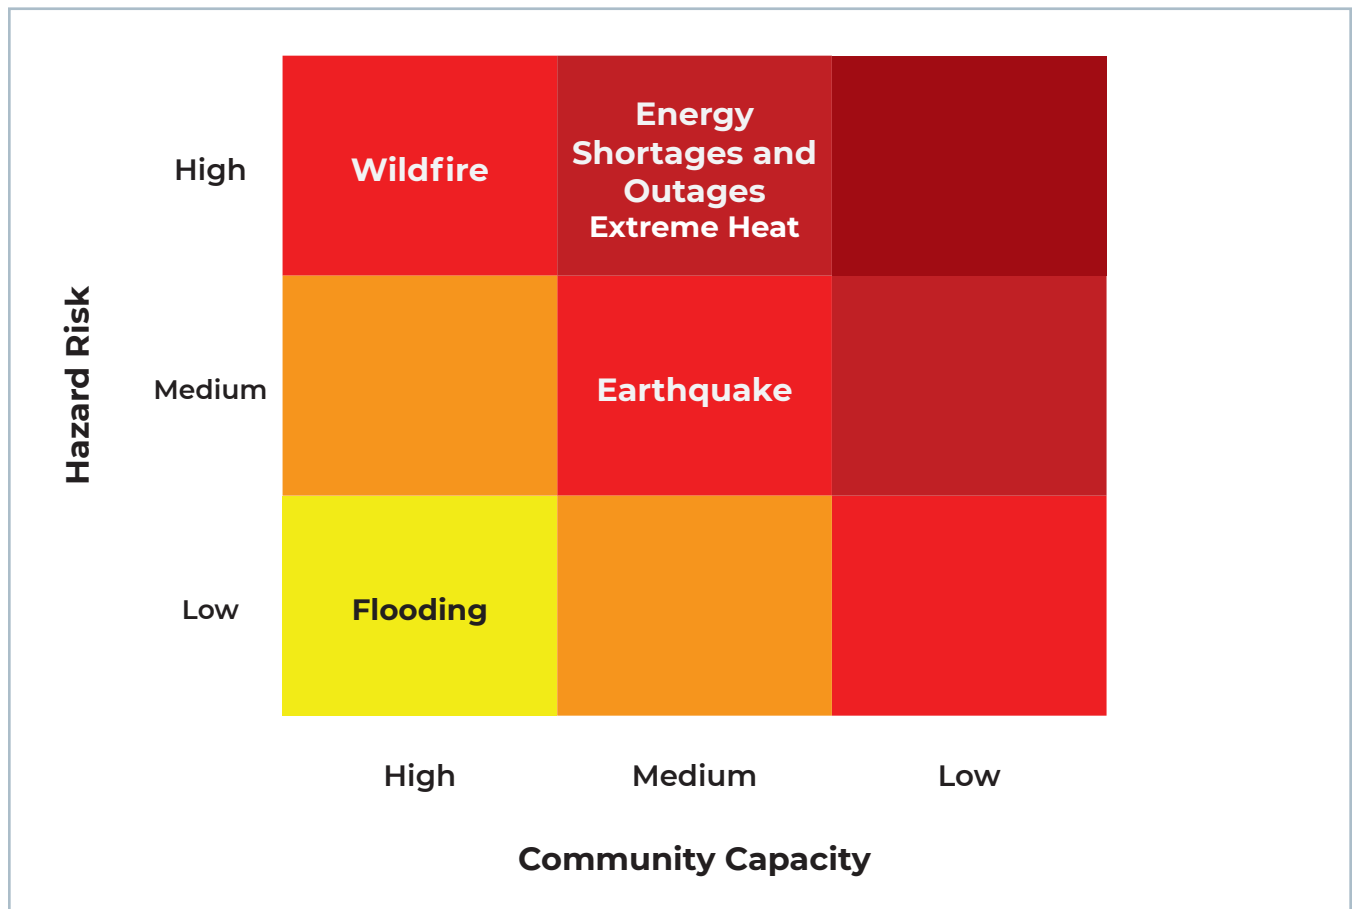 Hazard Risk
High
Wildfire
Energy
Shortages and
Outages
Extreme Heat
Medium
Earthquake
Low
Flooding
High
Medium
Low
Community Capacity